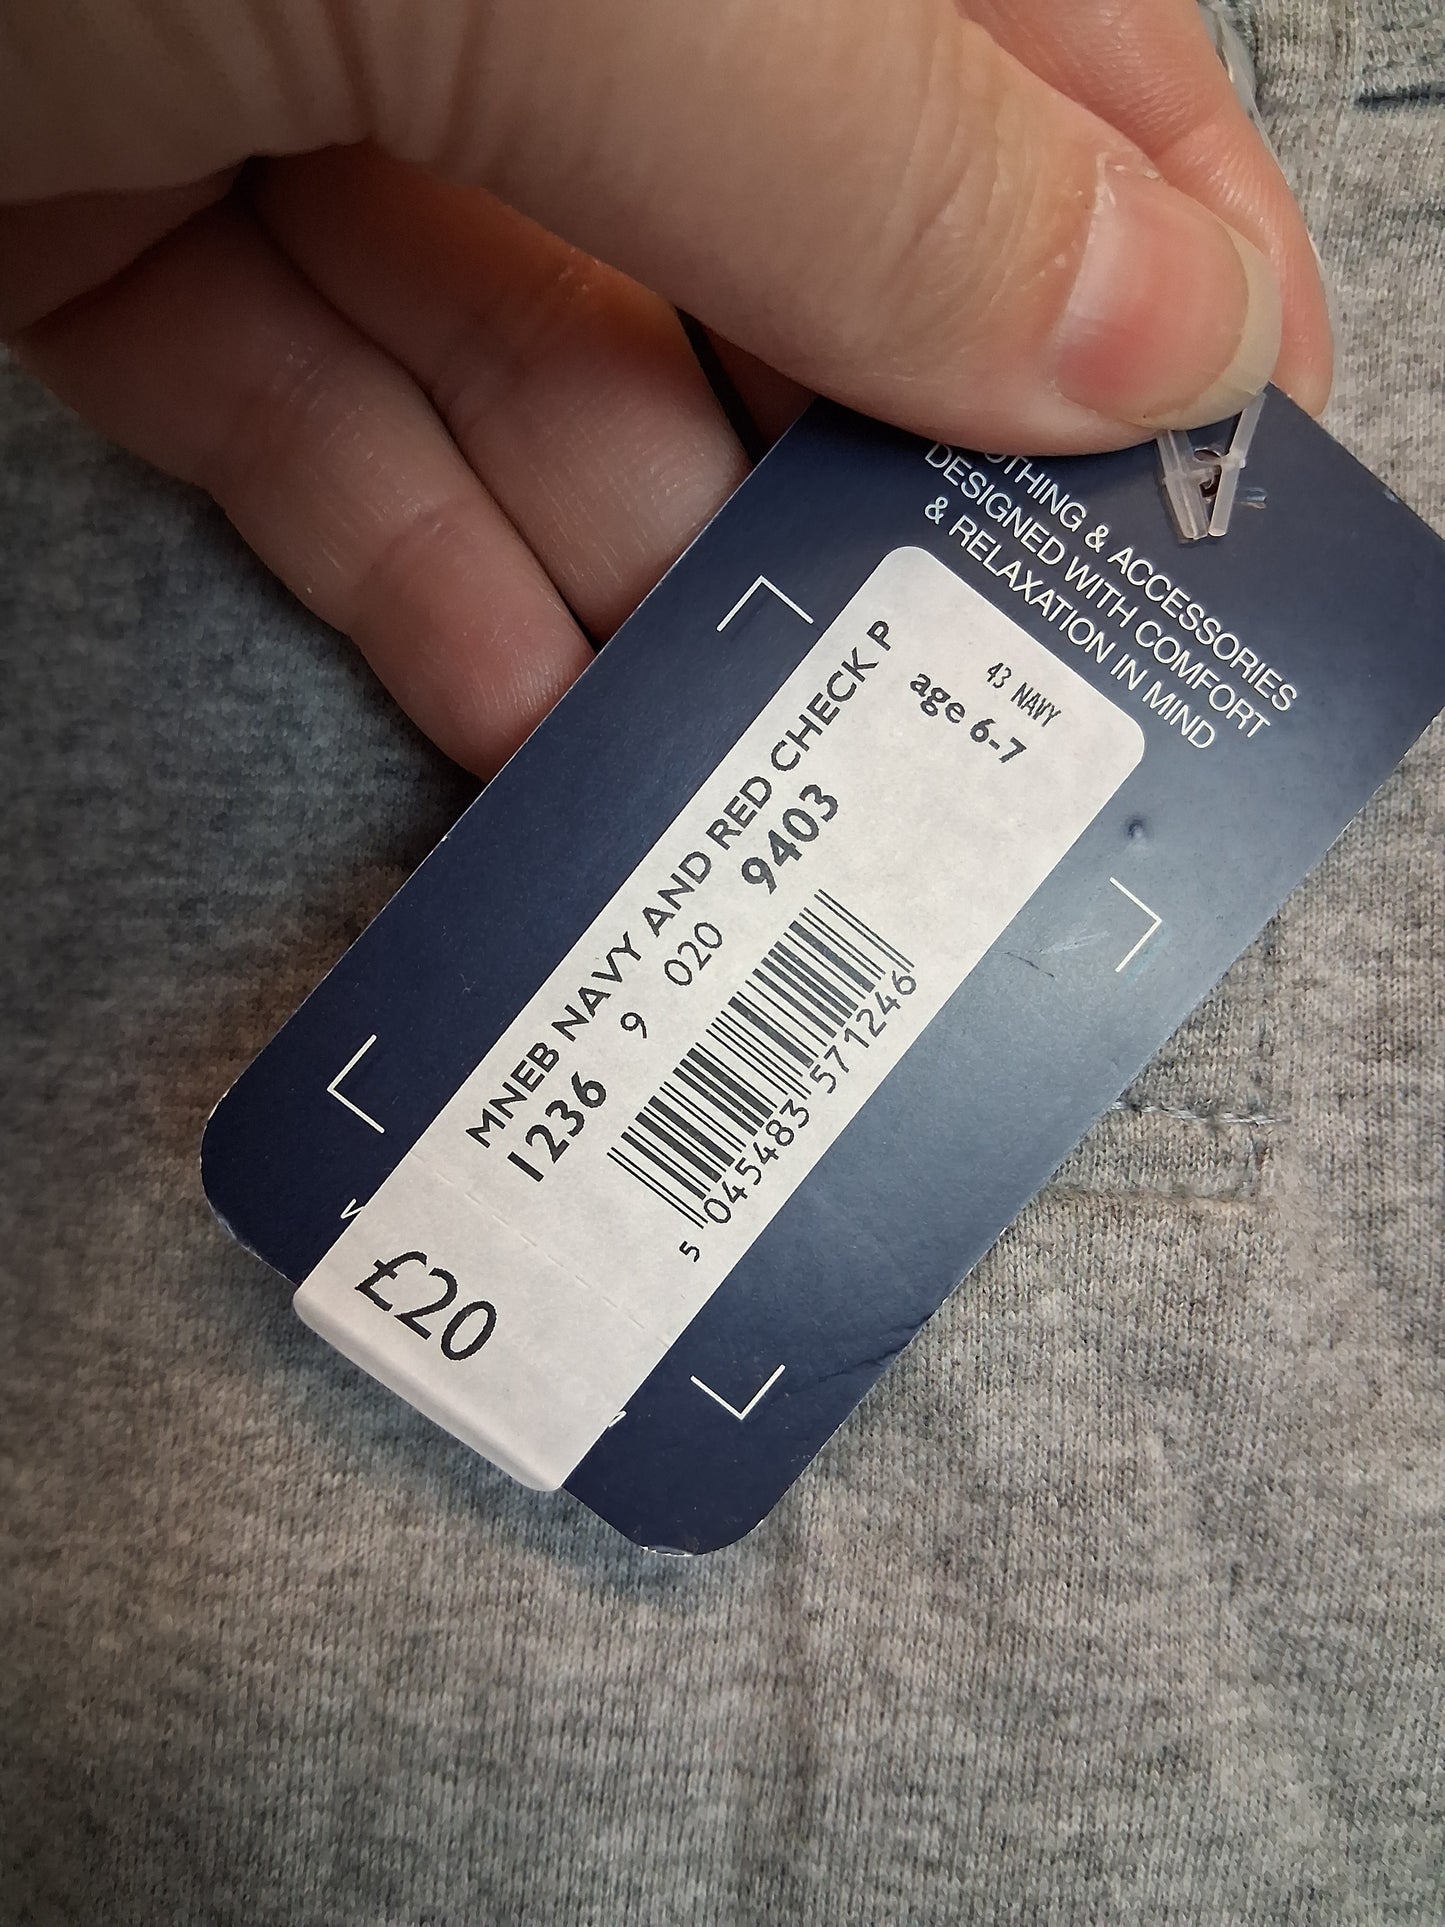 OTHING & ACCESSORIES
DESIGNED WITH COMFORT
& RELAXATION IN MIND
43 NAVY
age 6-7
MNEB NAVY AND RED CHECK P
1236 9 020 9403
5 045483 571246
£20